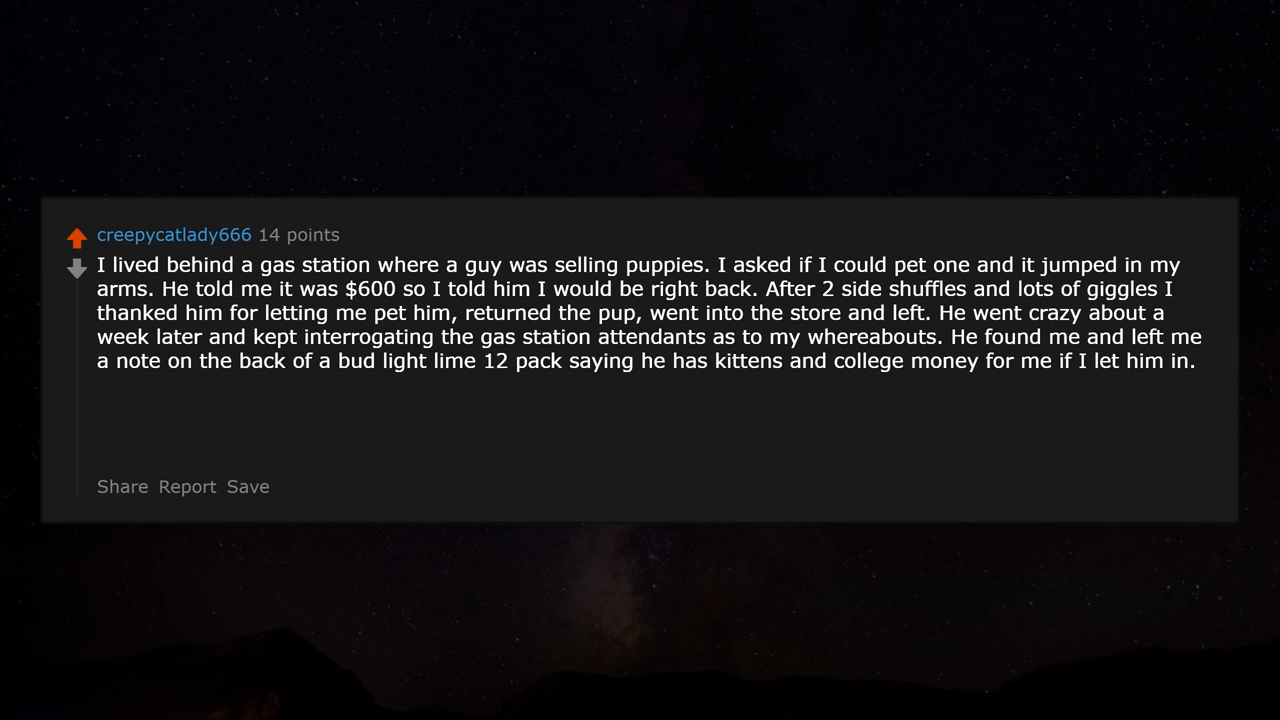 creepycatlady666 14 points
I lived behind a gas station where a guy was selling puppies. I asked if I could pet one and it jumped in my
arms. He told me it was $600 so I told him I would be right back. After 2 side shuffles and lots of giggles I
thanked him for letting me pet him, returned the pup, went into the store and left. He went crazy about a
week later and kept interrogating the gas station attendants as to my whereabouts. He found me and left me
a note on the back of a bud light lime 12 pack saying he has kittens and college money for me if I let him in.
Share Report Save